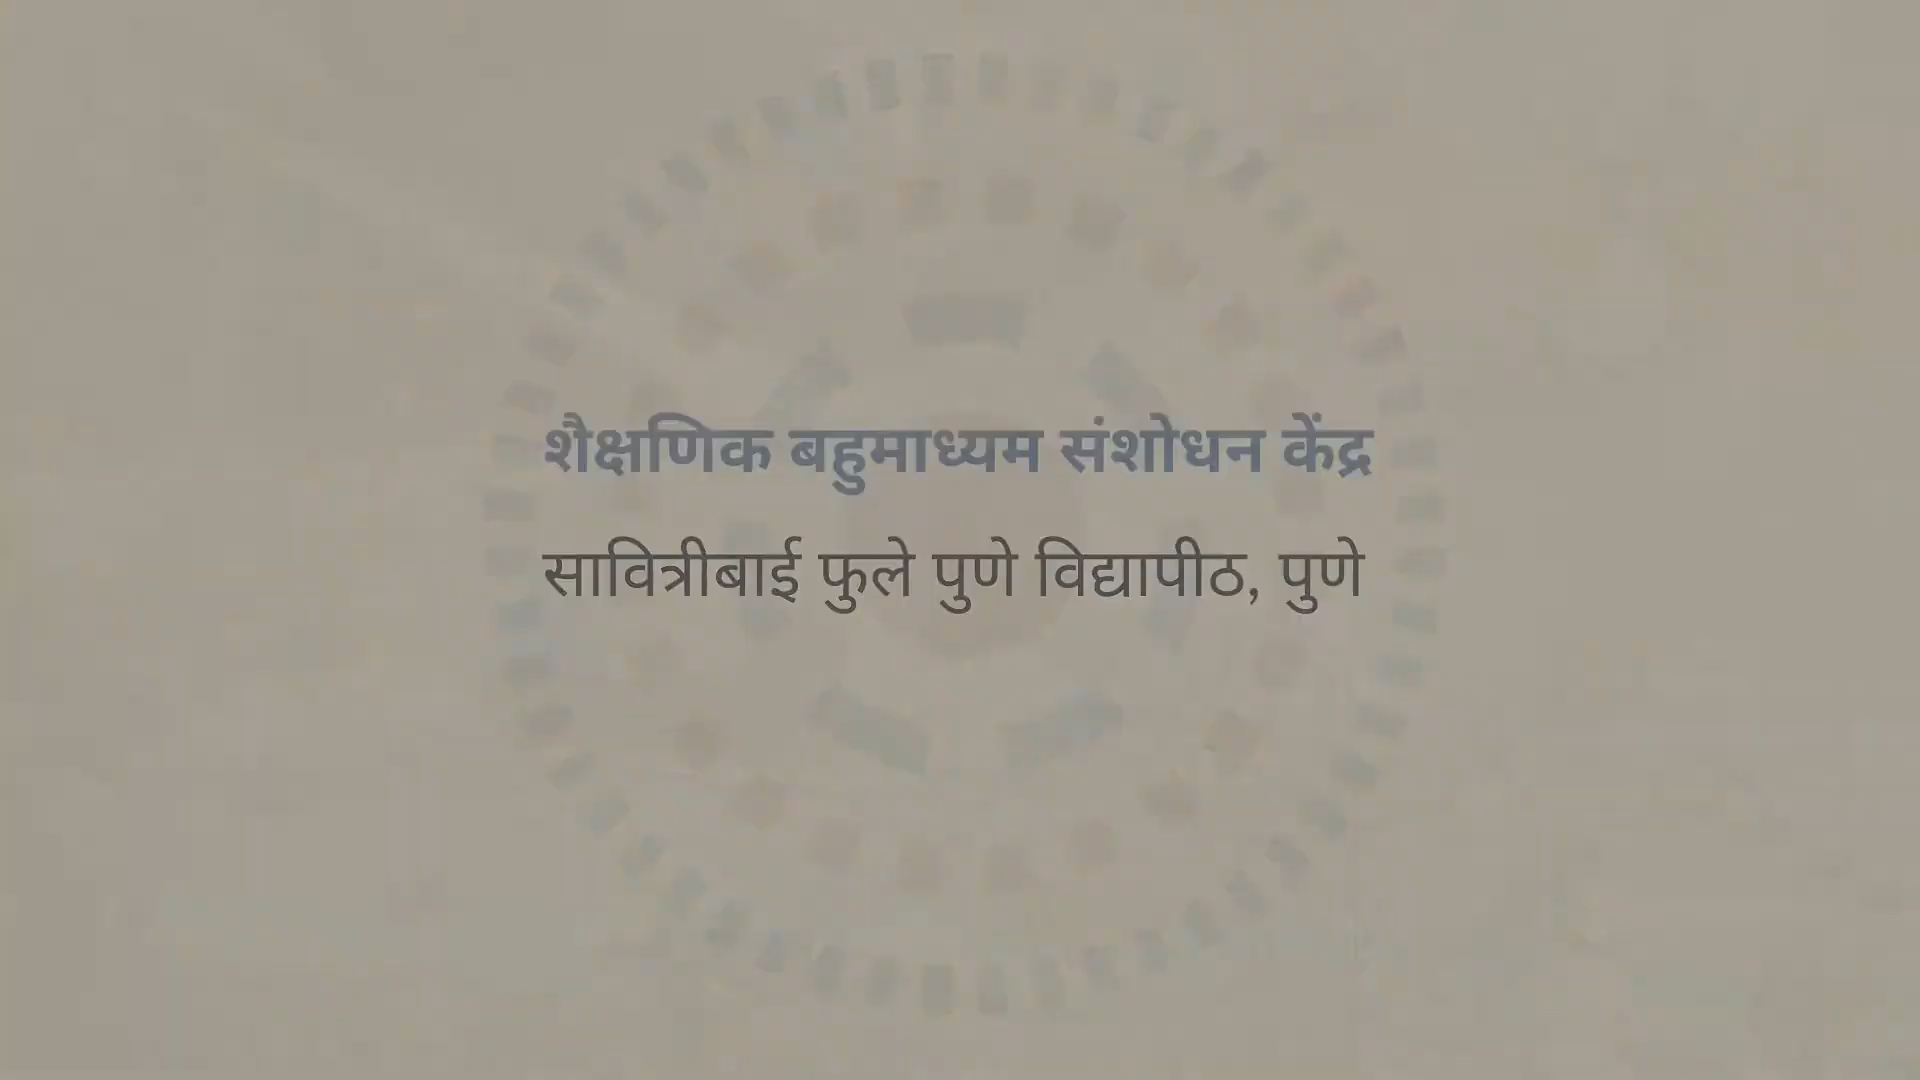 शैक्षणिक बहुमाध्यम संशोधन केंद्र
सावित्रीबाई फुले पुणे विद्यापीठ, पुणे